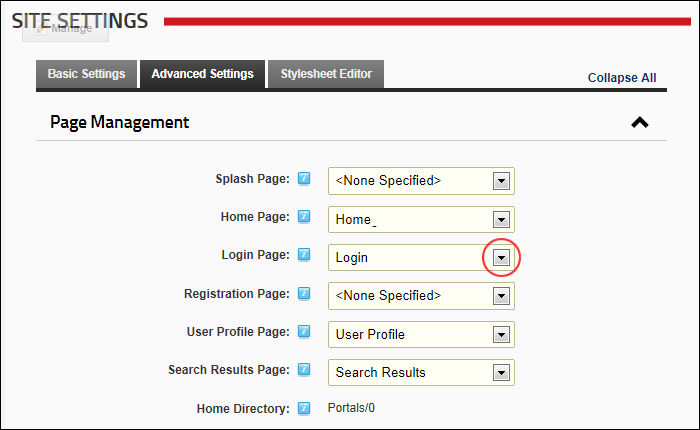 SITE SETTINGS
Manage
Basic Settings Advanced Settings Stylesheet Editor Collapse All
Page Management
Splash Page: <None Specified>
Home Page: Home_
Login Page: Login
Registration Page: <None Specified>
User Profile Page: User Profile
Search Results Page: Search Results
Home Directory: Portals/0